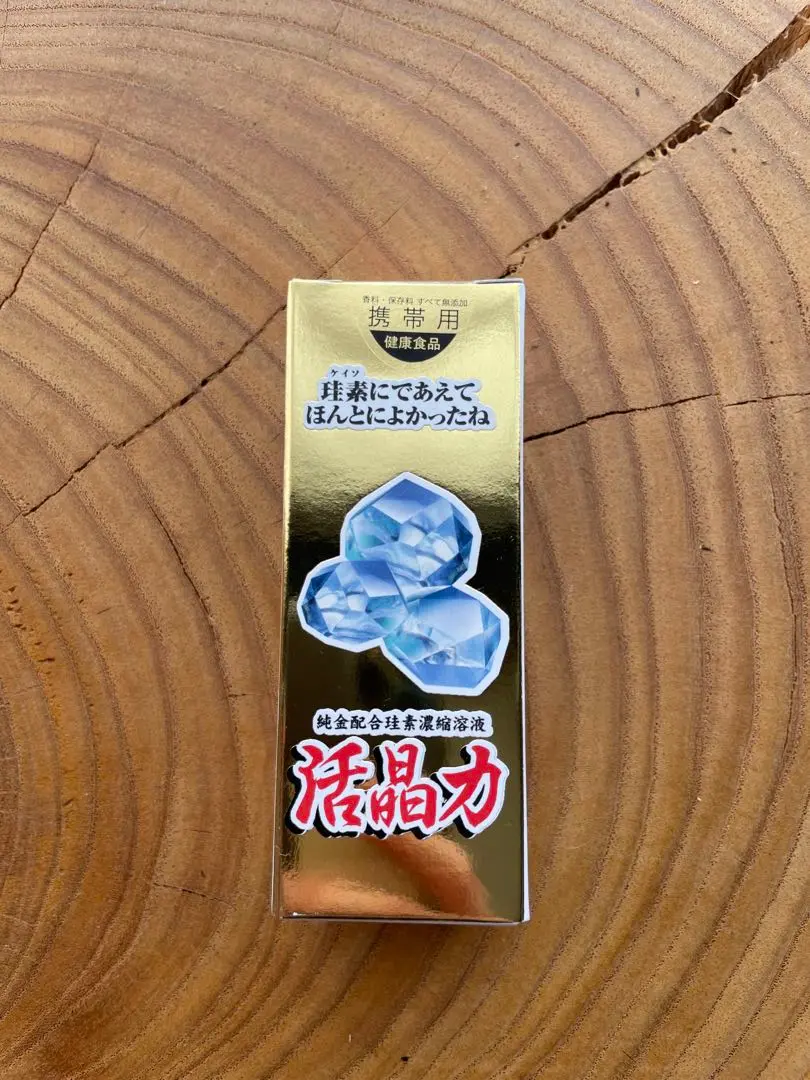 香料・保存料 すべて無添加
携帯用
健康食品
ケイソ
珪素にであえて
ほんとによかったね
純金配合珪素濃縮溶液
活晶力